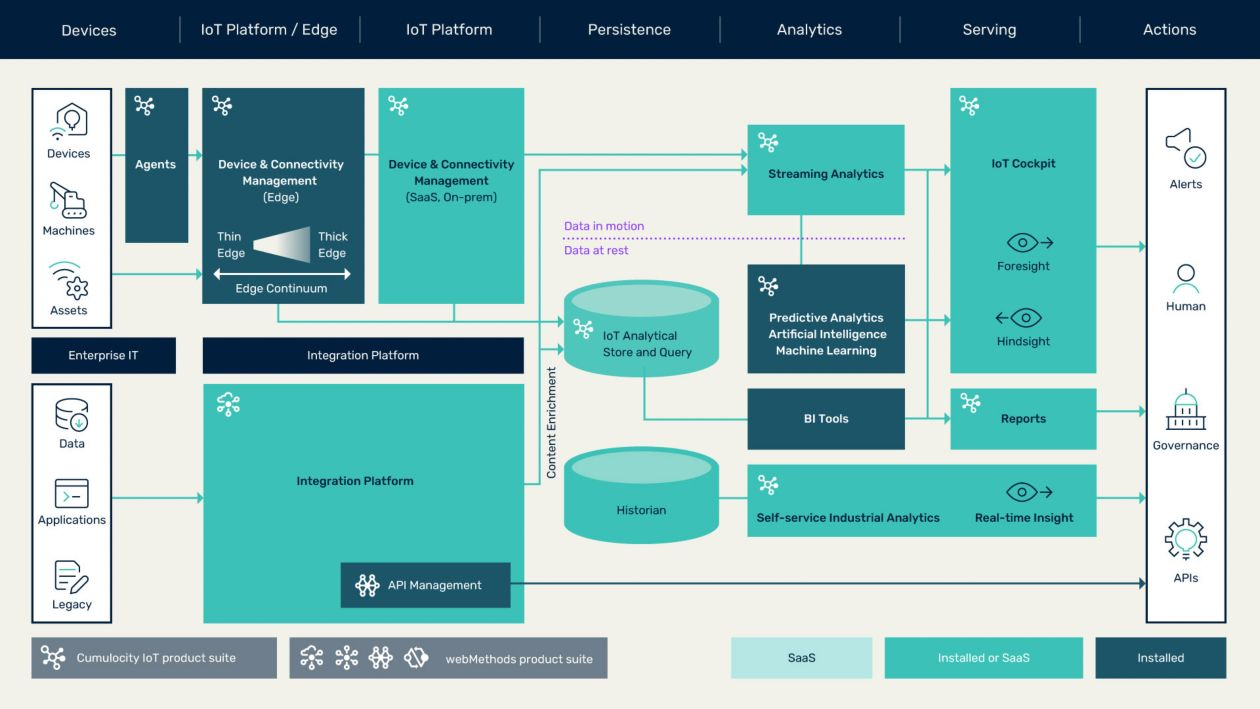 Devices
IoT Platform / Edge
IoT Platform
Persistence
Analytics
Serving
Actions
Devices
Machines
Assets
Agents
Device & Connectivity
Management
(Edge)
Thin
Edge
Thick
Edge
Edge Continuum
Device & Connectivity
Management
(SaaS, On-prem)
Streaming Analytics
Data in motion
Data at rest
IoT Analytical
Store and Query
Predictive Analytics
Artificial Intelligence
Machine Learning
BI Tools
IoT Cockpit
Foresight
Hindsight
Reports
Alerts
Human
Governance
APIs
Enterprise IT
Integration Platform
Data
Applications
Legacy
Integration Platform
API Management
Content Enrichment
Historian
Self-service Industrial Analytics
Real-time Insight
Cumulocity IoT product suite
webMethods product suite
SaaS
Installed or SaaS
Installed